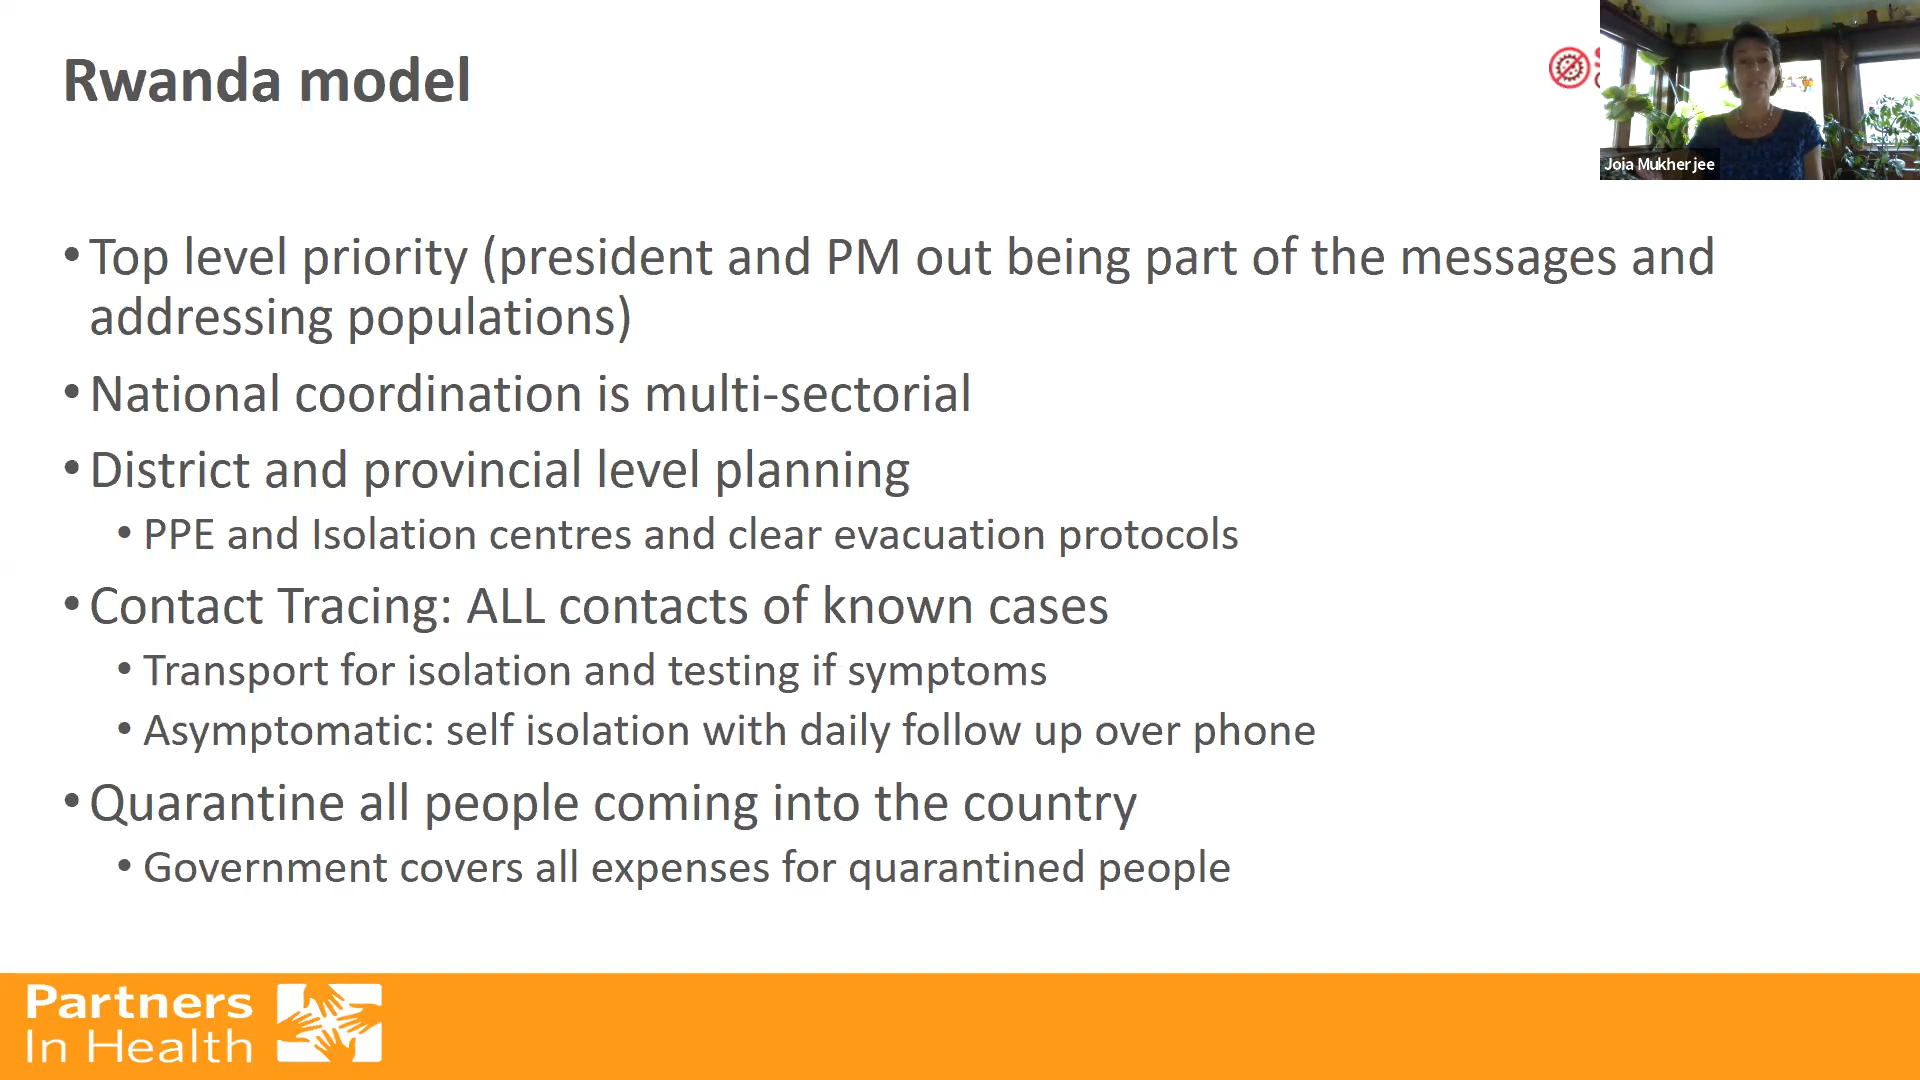 Rwanda model
Joia Mukherjee
• Top level priority (president and PM out being part of the messages and
addressing populations)
• National coordination is multi-sectorial
• District and provincial level planning
• PPE and Isolation centres and clear evacuation protocols
• Contact Tracing: ALL contacts of known cases
• Transport for isolation and testing if symptoms
• Asymptomatic: self isolation with daily follow up over phone
• Quarantine all people coming into the country
• Government covers all expenses for quarantined people
Partners
In Health